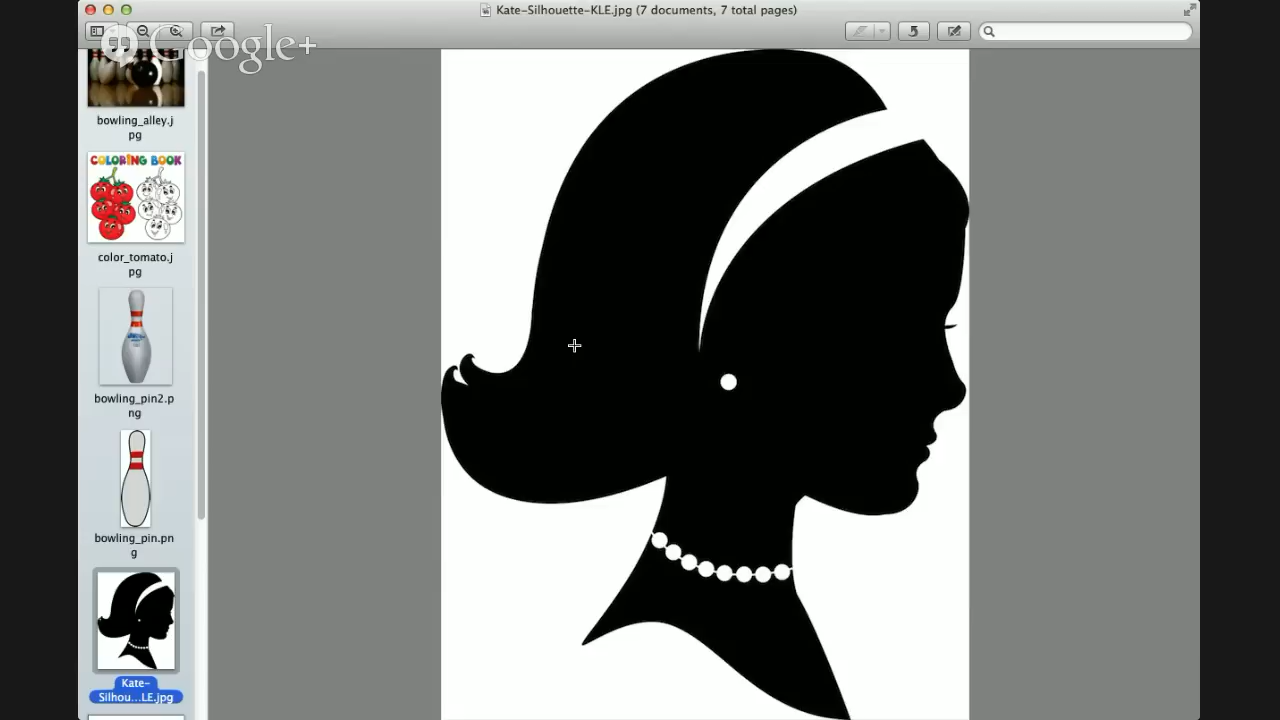 Kate-Silhouette-KLE.jpg (7 documents, 7 total pages)
Google+
bowling_alley.j
pg
COLORING BOOK
color_tomato.j
pg
bowling_pin2.p
ng
bowling_pin.pn
g
Kate-
Silhou...LE.jpg